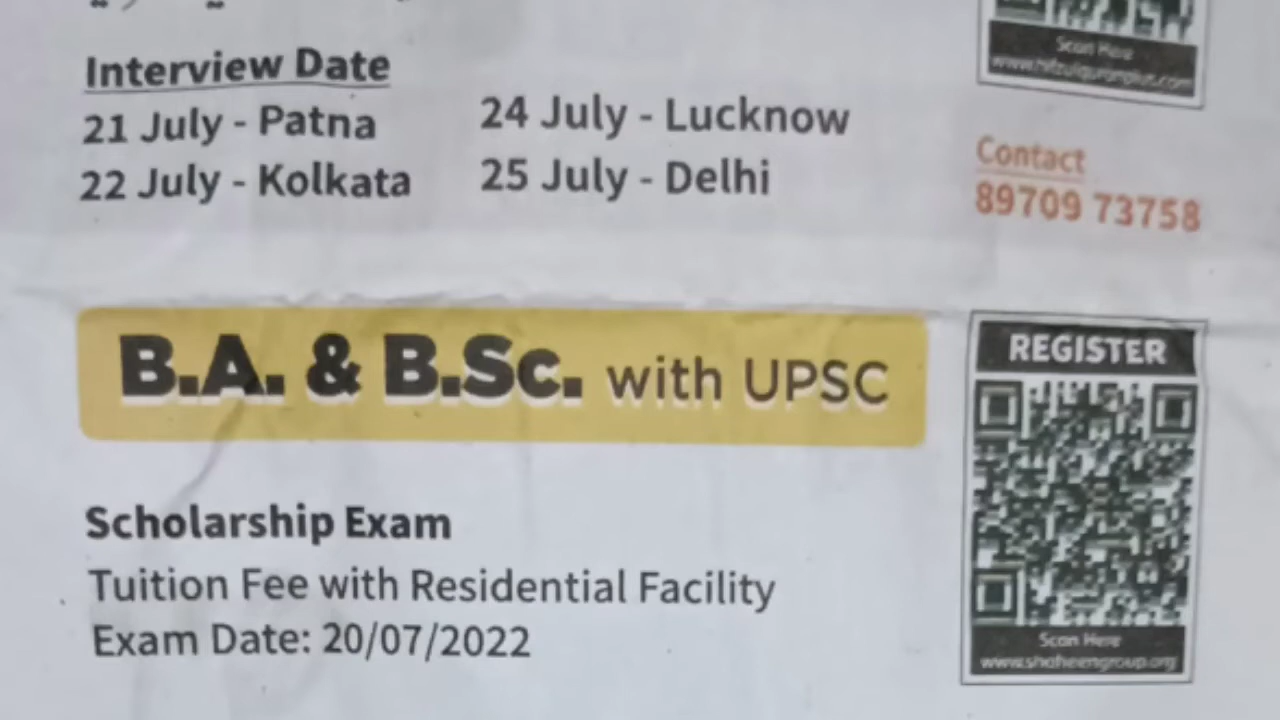 Interview Date
21 July - Patna
22 July - Kolkata
24 July - Lucknow
25 July - Delhi
Scan Here
Contact
89709 73758
B.A. & B.Sc. with UPSC
Scholarship Exam
Tuition Fee with Residential Facility
Exam Date: 20/07/2022
REGISTER
Scan Here
www.shaheengroup.org